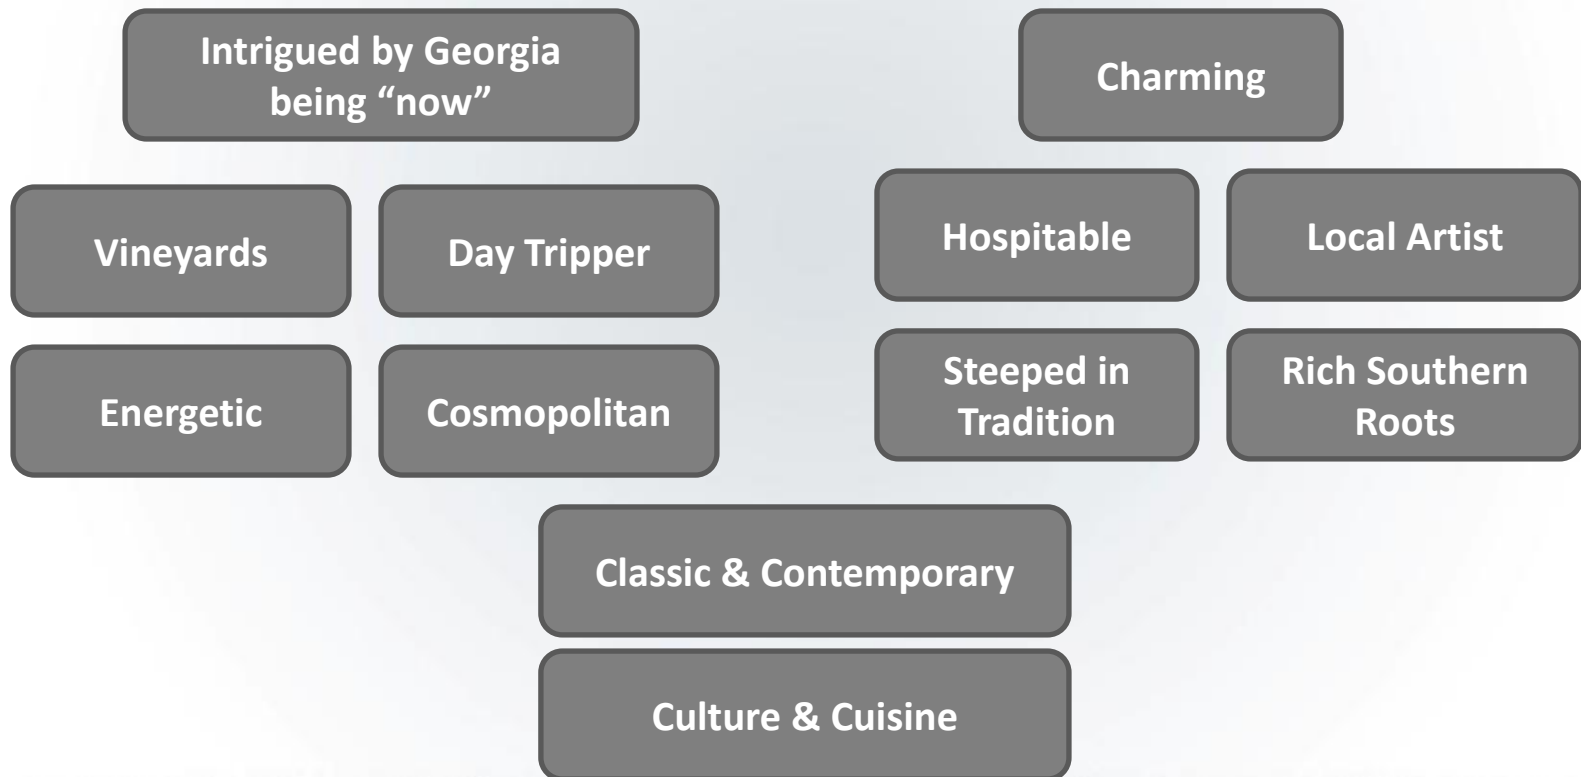 Intrigued by Georgia
being “now”
Vineyards
Day Tripper
Energetic
Cosmopolitan
Charming
Hospitable
Local Artist
Steeped in
Tradition
Rich Southern
Roots
Classic & Contemporary
Culture & Cuisine